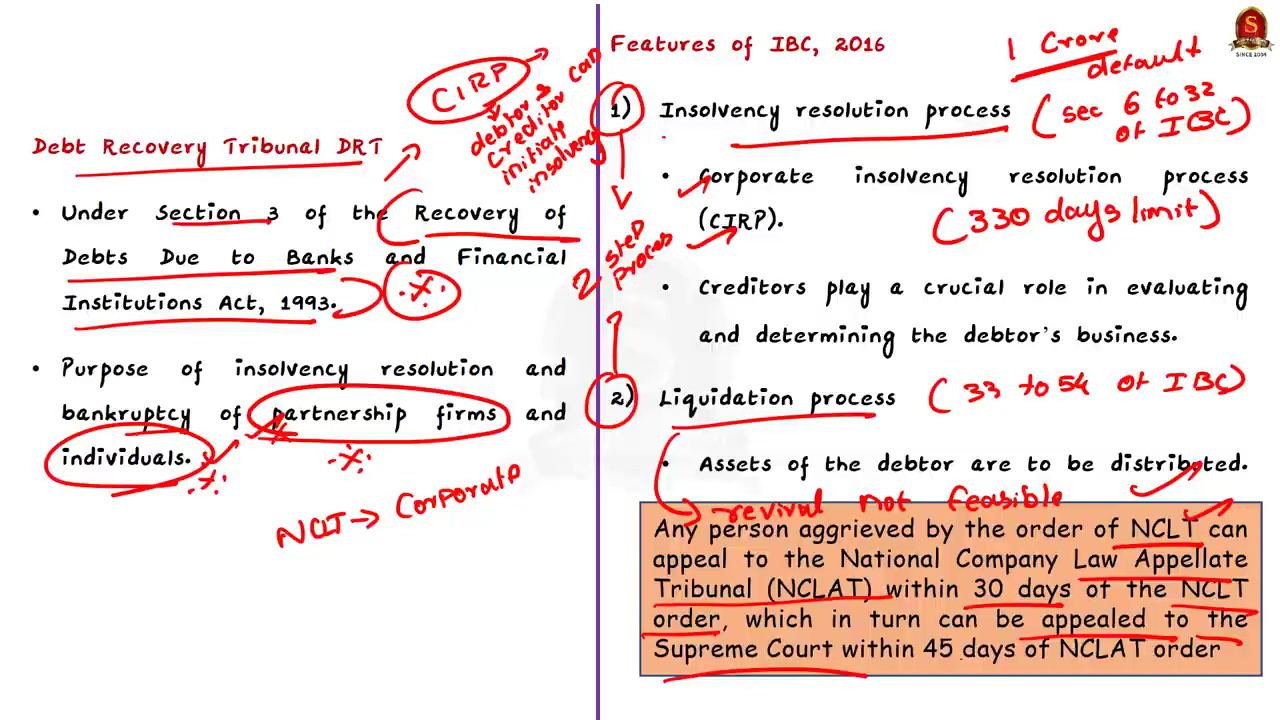 CIRP
debtor &
creditor can
initiate
insolvency
Debt Recovery Tribunal DRT
• Under Section 3 of the Recovery of
Debts Due to Banks and Financial
Institutions Act, 1993.
• Purpose of insolvency resolution and
bankruptcy of partnership firms and
individuals.
NCLT → Corporate
Features of IBC, 2016
1 Crore
default
S
SINCE 2004
1) Insolvency resolution process
(sec 6 to 32
of IBC)
• Corporate insolvency resolution process
(CIRP).
(330 days limit)
2 step
process
• Creditors play a crucial role in evaluating
and determining the debtor's business.
2) Liquidation process (33 to 54 of IBC)
• Assets of the debtor are to be distributed.
revival not feasible
Any person aggrieved by the order of NCLT can
appeal to the National Company Law Appellate
Tribunal (NCLAT) within 30 days of the NCLT
order, which in turn can be appealed to the
Supreme Court within 45 days of NCLAT order